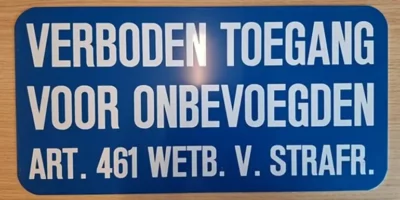 VERBODEN TOEGANG
VOOR ONBEVOEGDEN
ART. 461 WETB. V. STRAFR.